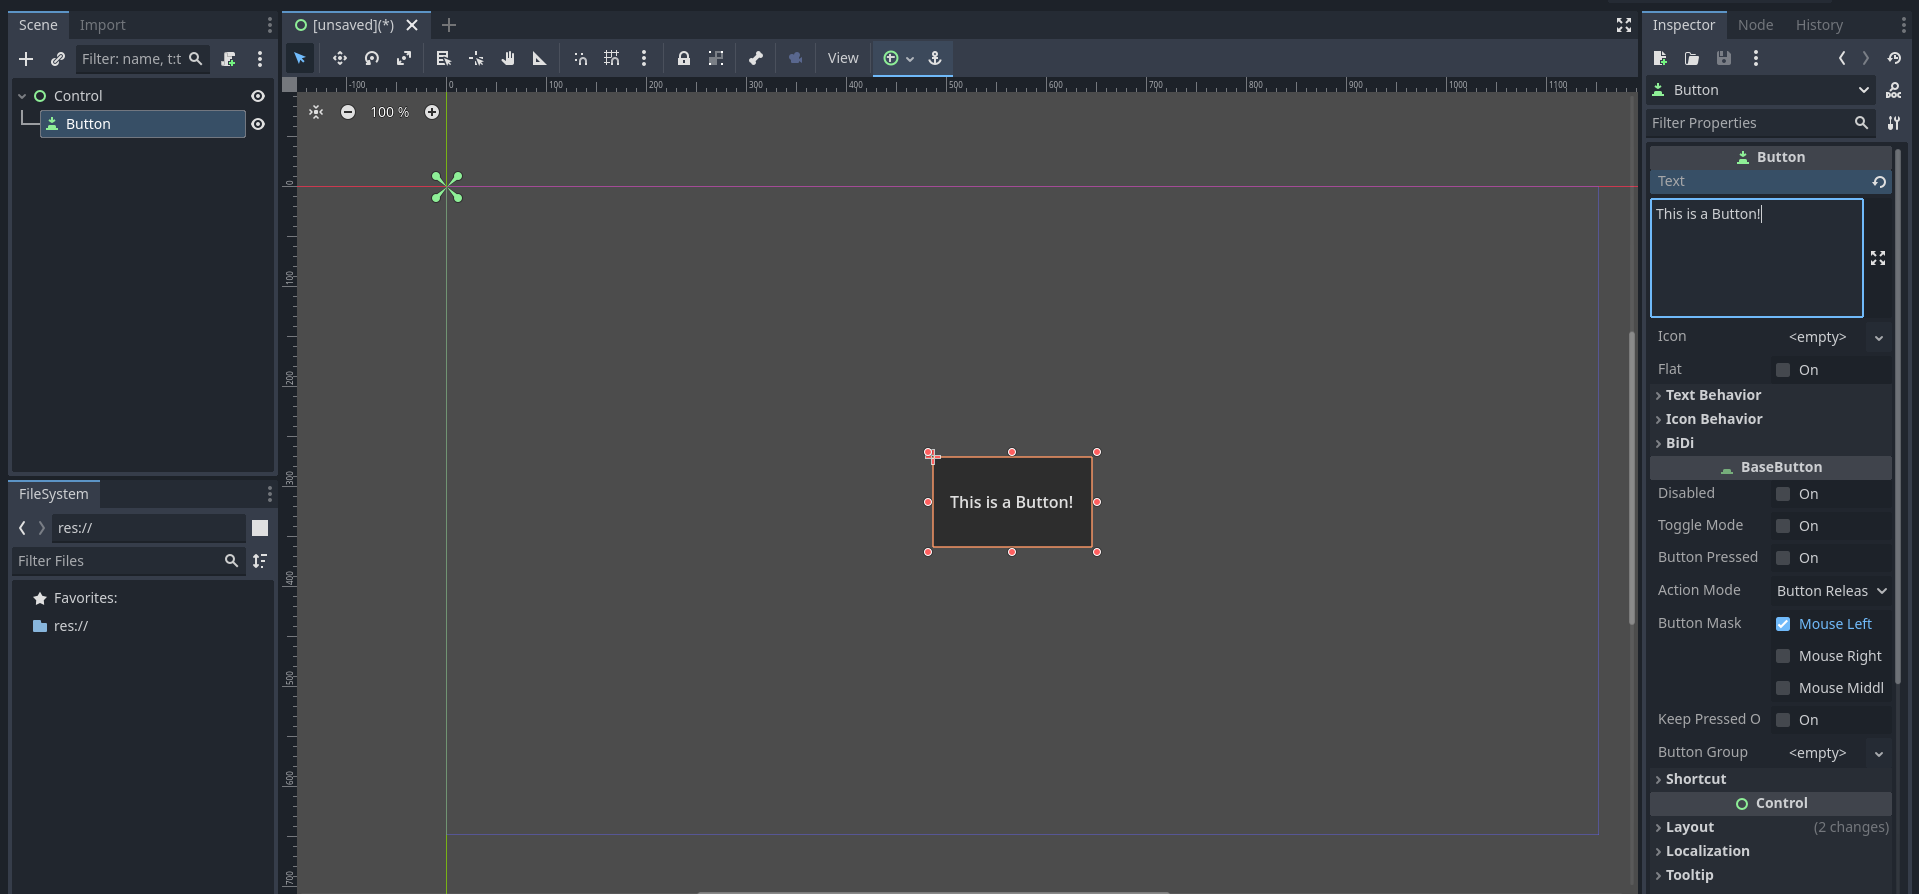 Scene
Import
Filter: name, t:t
Control
Button
FileSystem
res://
Filter Files
Favorites:
res://
[unsaved](*)
View
-100
0
100
200
300
400
500
600
700
800
900
1000
1100
100 %
0
100
200
300
400
500
600
700
This is a Button!
Inspector
Node
History
Button
DOC
Filter Properties
Button
Text
This is a Button!
Icon
<empty>
Flat
On
Text Behavior
Icon Behavior
BiDi
BaseButton
Disabled
On
Toggle Mode
On
Button Pressed
On
Action Mode
Button Releas
Button Mask
Mouse Left
Mouse Right
Mouse Middl
Keep Pressed O
On
Button Group
<empty>
Shortcut
Control
Layout
(2 changes)
Localization
Tooltip